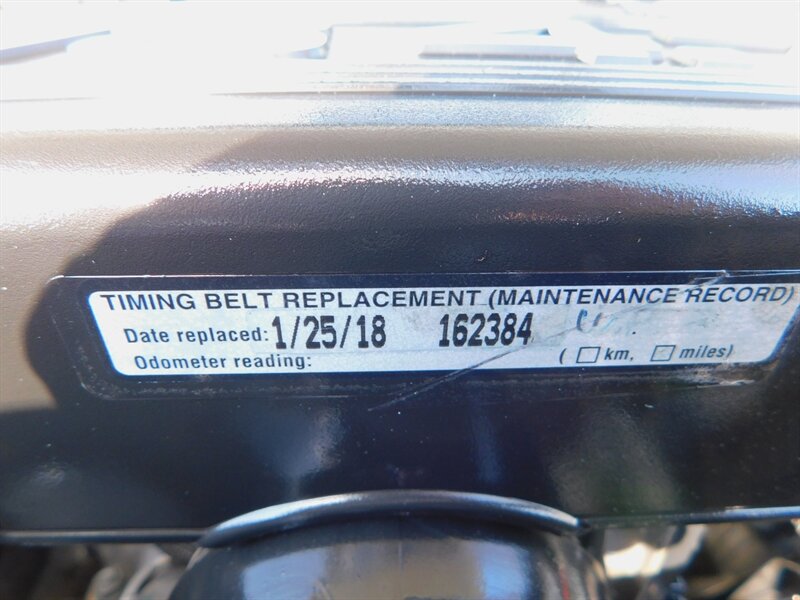 TIMING BELT REPLACEMENT (MAINTENANCE RECORD)
Date replaced: 1/25/18 162384
Odometer reading: ( □ km, □ miles)